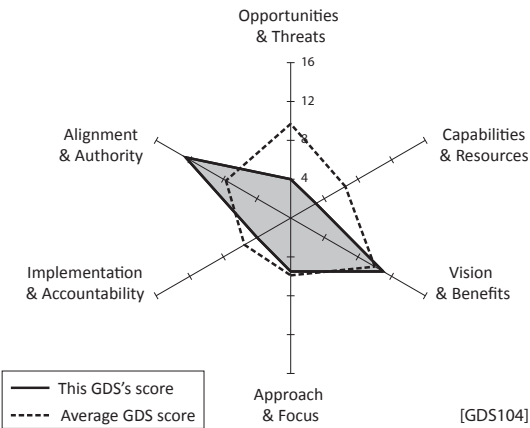 Opportunities
& Threats
16
12
8
4
Alignment
& Authority
Capabilities
& Resources
Implementation
& Accountability
Vision
& Benefits
Approach
& Focus
This GDS's score
Average GDS score
[GDS104]